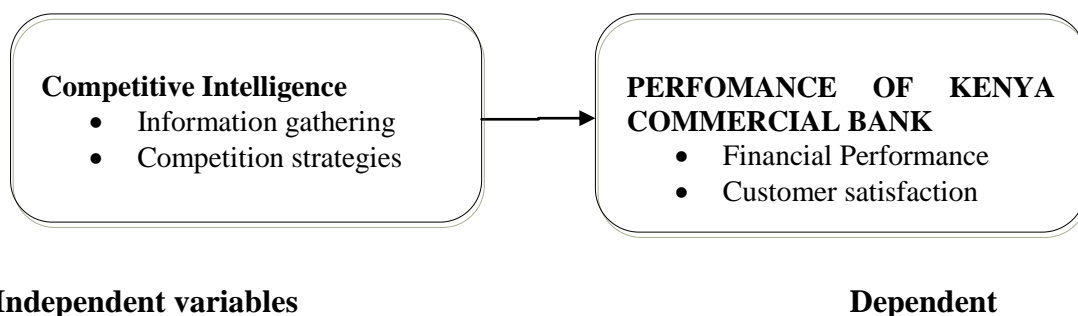 Competitive Intelligence
• Information gathering
• Competition strategies
PERFOMANCE OF KENYA
COMMERCIAL BANK
• Financial Performance
• Customer satisfaction
Independent variables
Dependent